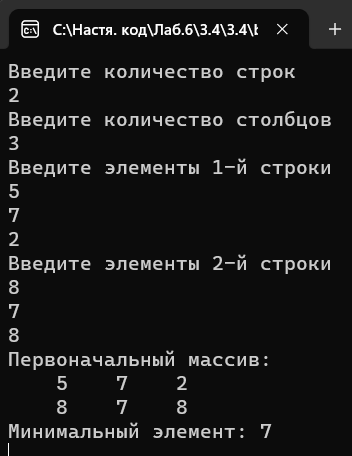 C:\Настя. код\Лаб.6\3.4\3.4\b
Введите количество строк
2
Введите количество столбцов
3
Введите элементы 1-й строки
5
7
2
Введите элементы 2-й строки
8
7
8
Первоначальный массив:
5 7 2
8 7 8
Минимальный элемент: 7